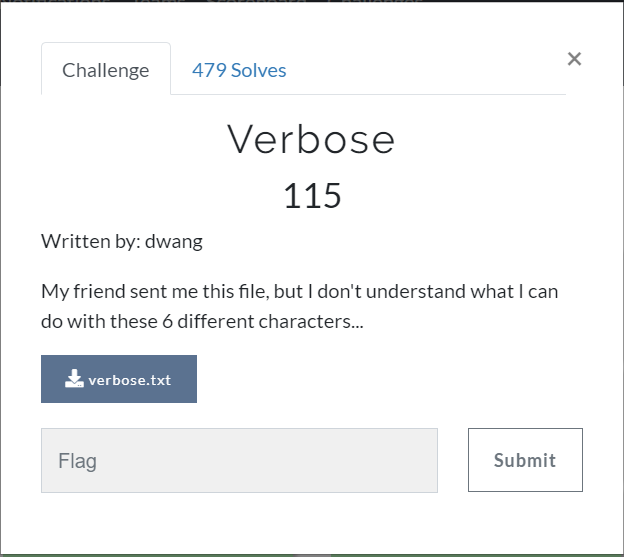 Challenge
479 Solves
×
Verbose
115
Written by: dwang
My friend sent me this file, but I don't understand what I can
do with these 6 different characters...
verbose.txt
Flag
Submit